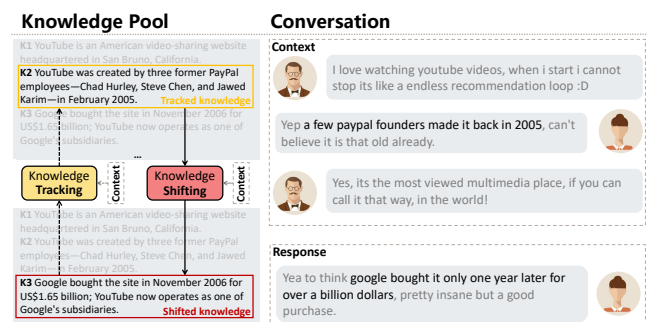 Knowledge Pool
K1 YouTube is an American video-sharing website
headquartered in San Bruno, California.
K2 YouTube was created by three former PayPal
employees—Chad Hurley, Steve Chen, and Jawed
Karim—in February 2005.
Tracked knowledge
K3 Google bought the site in November 2006 for
US$1.65 billion; YouTube now operates as one of
Google's subsidiaries.
...
Knowledge
Tracking
Context
Knowledge
Shifting
Context
K1 YouTube is an American video-sharing website
headquartered in San Bruno, California.
K2 YouTube was created by three former PayPal
employees—Chad Hurley, Steve Chen, and Jawed
Karim—in February 2005.
K3 Google bought the site in November 2006 for
US$1.65 billion; YouTube now operates as one of
Google's subsidiaries.
Shifted knowledge
Conversation
Context
I love watching youtube videos, when i start i cannot
stop its like a endless recommendation loop :D
Yep a few paypal founders made it back in 2005, can't
believe it is that old already.
Yes, its the most viewed multimedia place, if you can
call it that way, in the world!
Response
Yea to think google bought it only one year later for
over a billion dollars, pretty insane but a good
purchase.